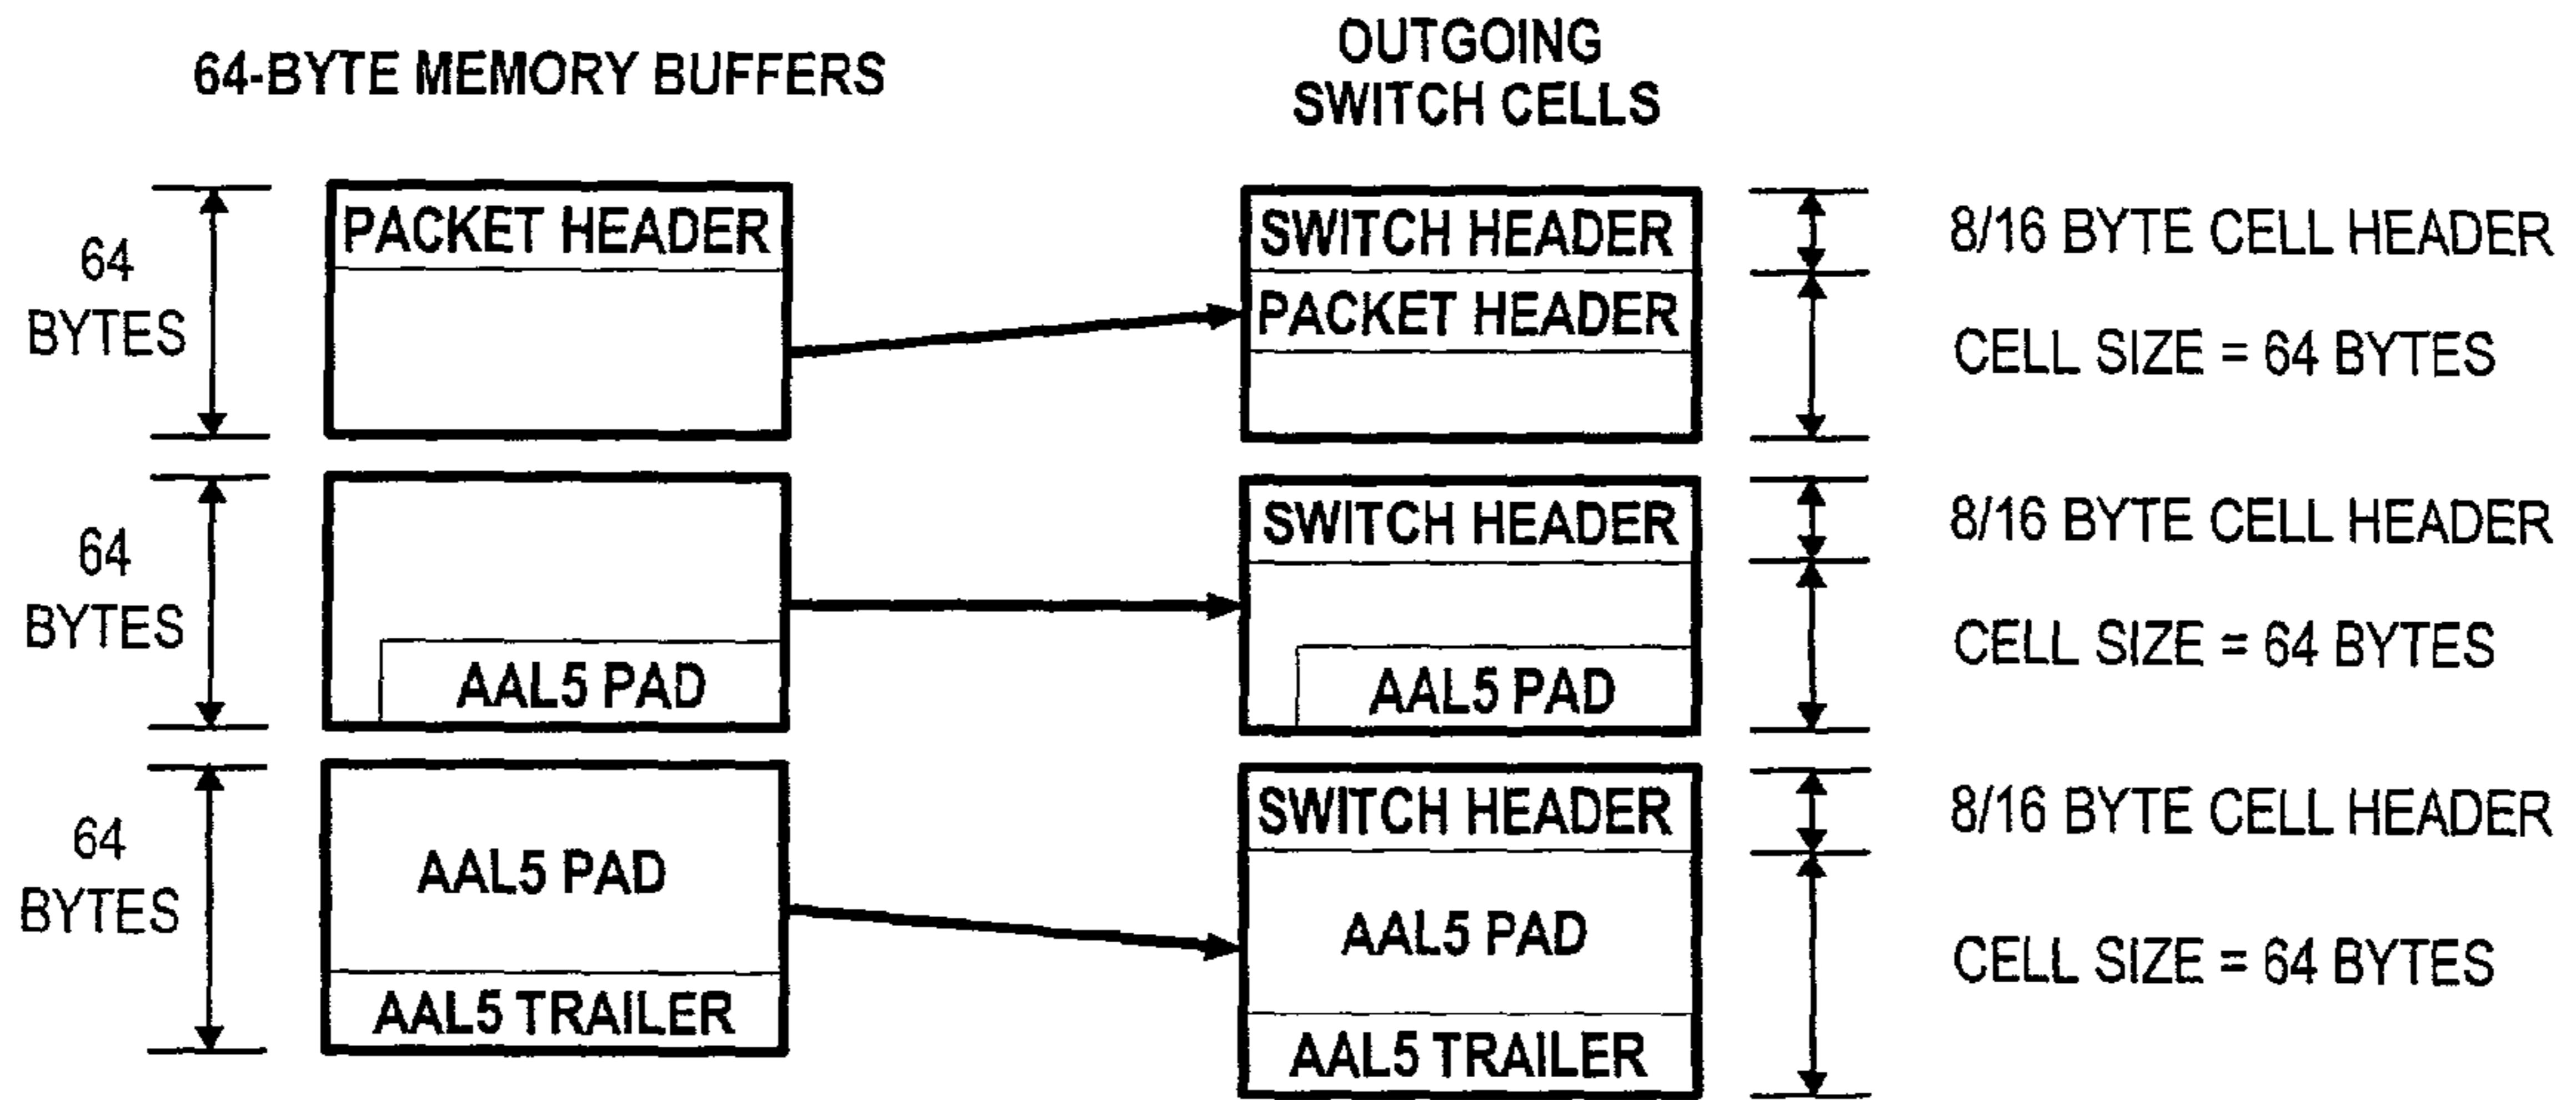 64-BYTE MEMORY BUFFERS
OUTGOING
SWITCH CELLS
64
BYTES
PACKET HEADER
SWITCH HEADER
PACKET HEADER
8/16 BYTE CELL HEADER
CELL SIZE = 64 BYTES
64
BYTES
AAL5 PAD
SWITCH HEADER
AAL5 PAD
8/16 BYTE CELL HEADER
CELL SIZE = 64 BYTES
64
BYTES
AAL5 PAD
AAL5 TRAILER
SWITCH HEADER
AAL5 PAD
AAL5 TRAILER
8/16 BYTE CELL HEADER
CELL SIZE = 64 BYTES